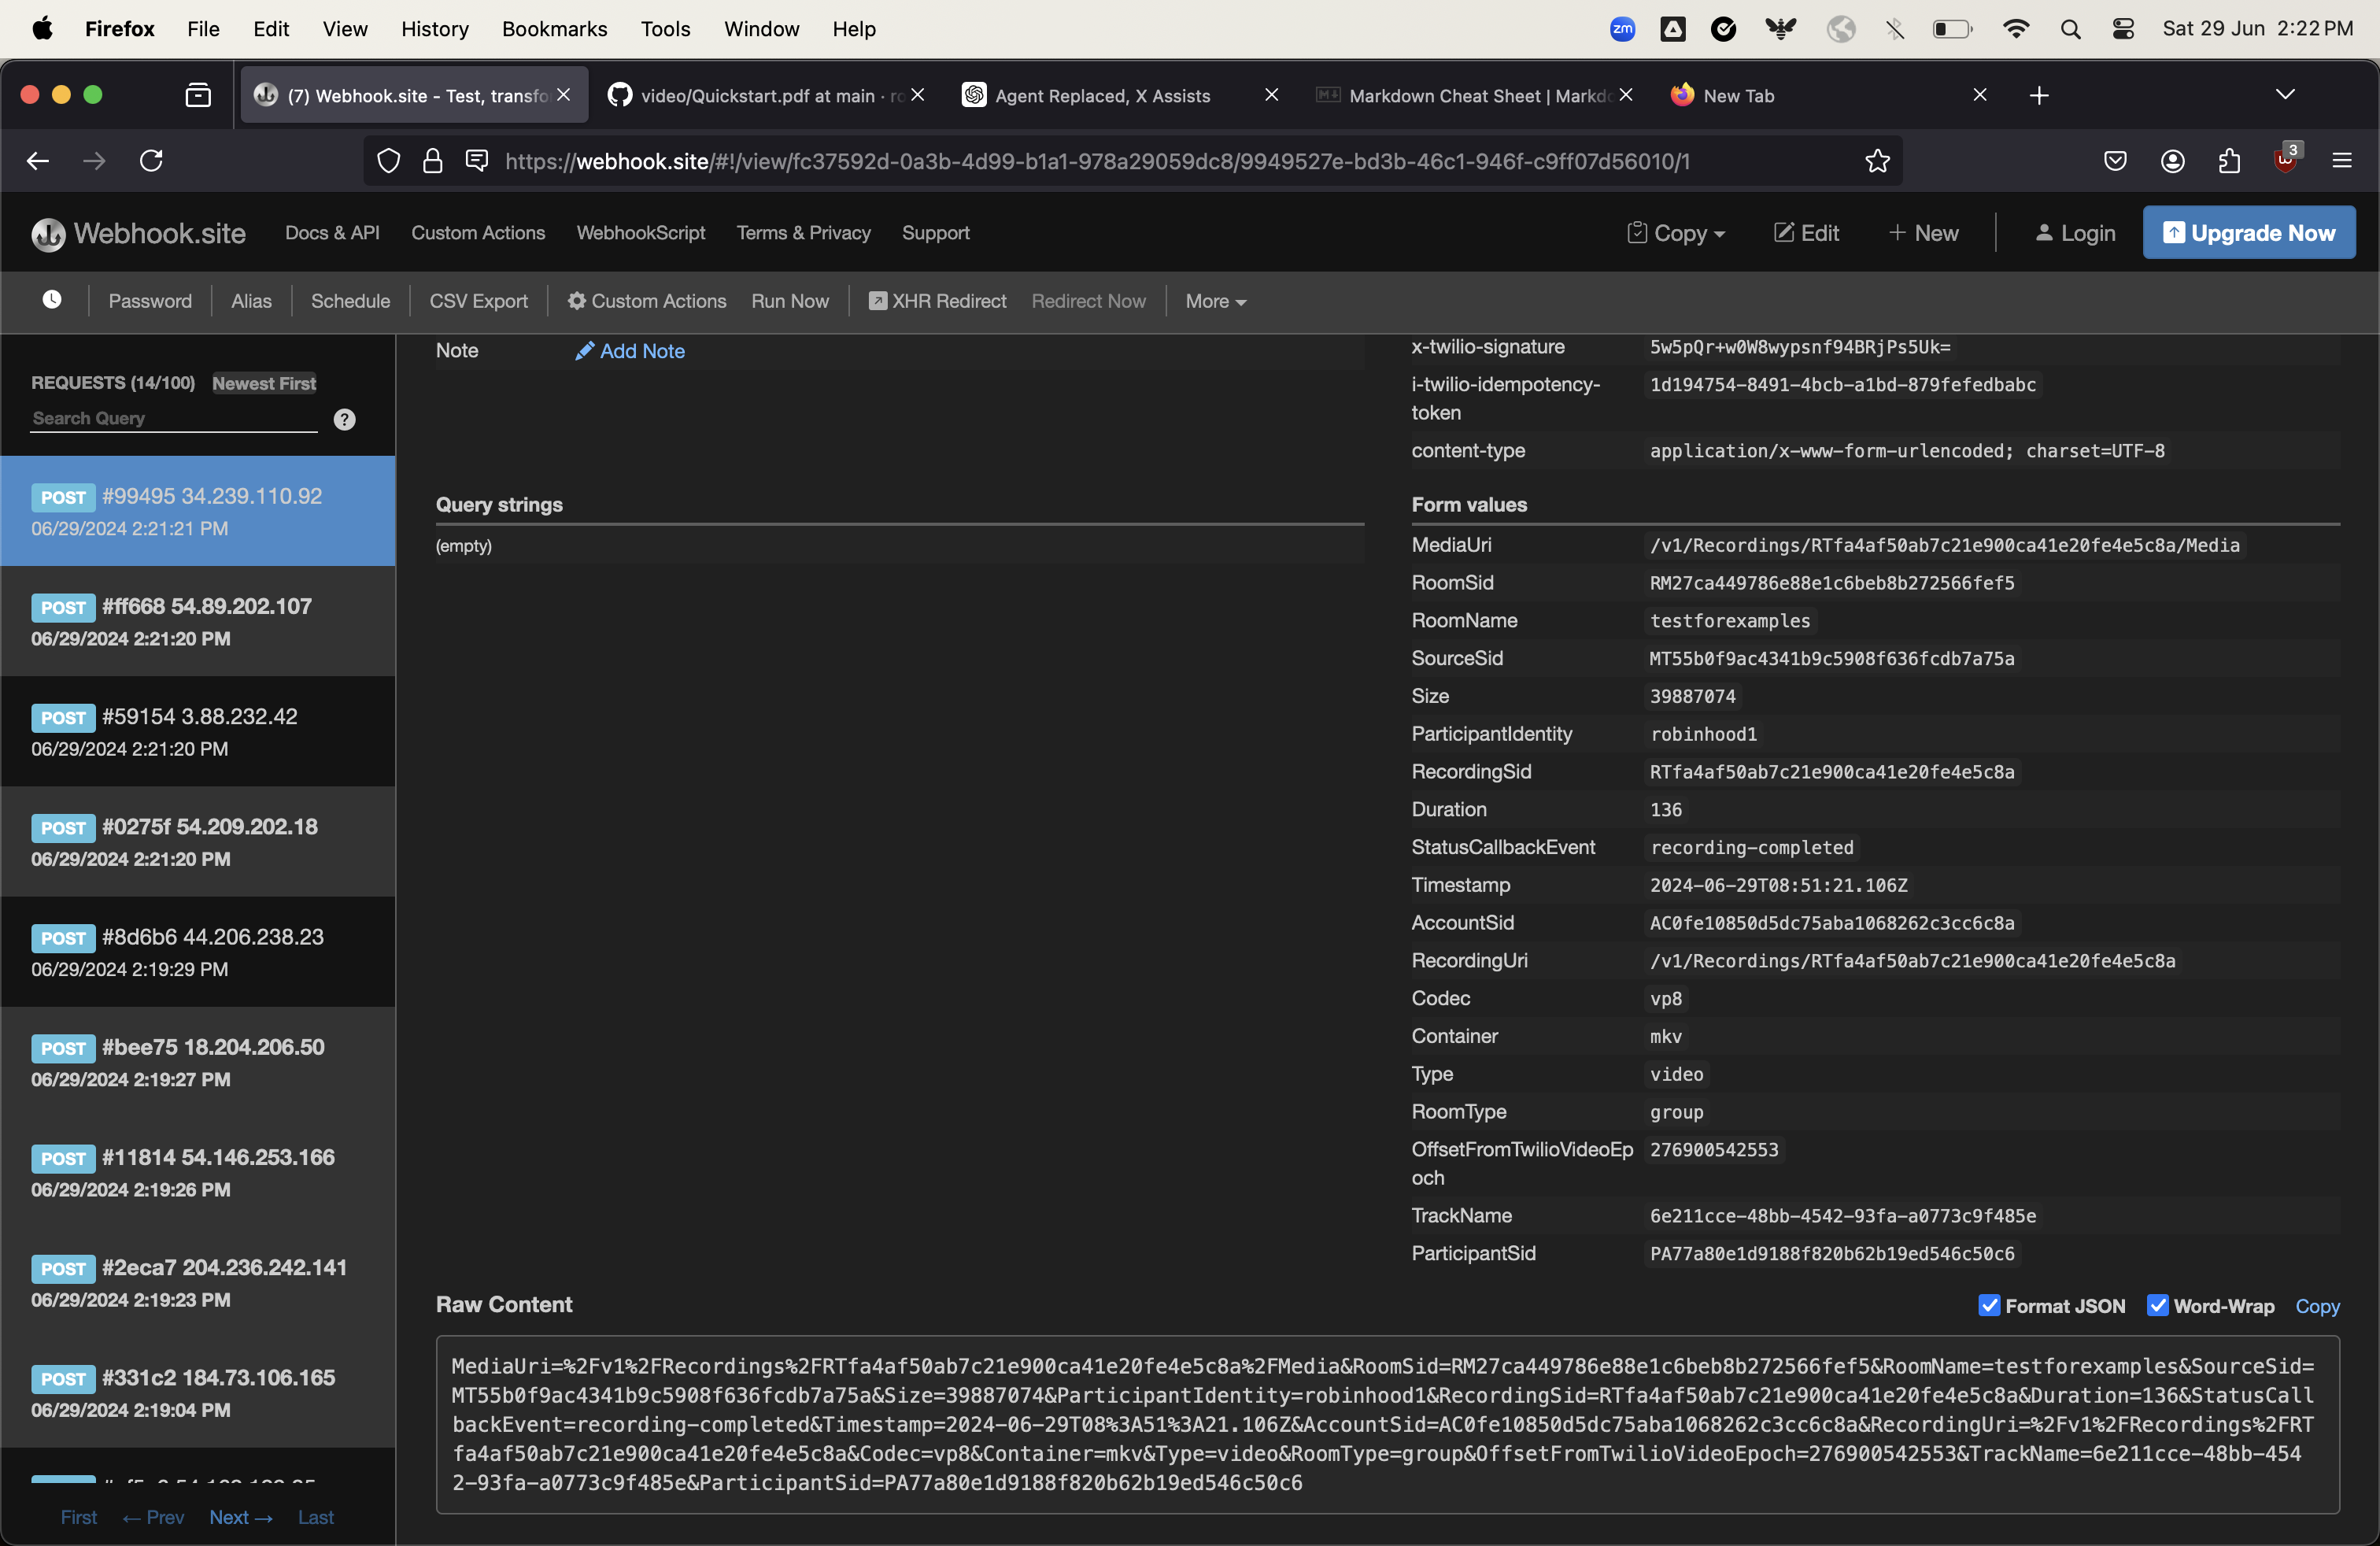 Firefox File Edit View History Bookmarks Tools Window Help zm Sat 29 Jun 2:22 PM
(7) Webhook.site - Test, transfo video/Quickstart.pdf at main · ro Agent Replaced, X Assists Markdown Cheat Sheet | Markdo New Tab
https://webhook.site/#!/view/fc37592d-0a3b-4d99-b1a1-978a29059dc8/9949527e-bd3b-46c1-946f-c9ff07d56010/1 3
Webhook.site Docs & API Custom Actions WebhookScript Terms & Privacy Support Copy Edit + New Login Upgrade Now
Password Alias Schedule CSV Export Custom Actions Run Now XHR Redirect Redirect Now More
REQUESTS (14/100) Newest First
Search Query ?
POST #99495 34.239.110.92
06/29/2024 2:21:21 PM
POST #ff668 54.89.202.107
06/29/2024 2:21:20 PM
POST #59154 3.88.232.42
06/29/2024 2:21:20 PM
POST #0275f 54.209.202.18
06/29/2024 2:21:20 PM
POST #8d6b6 44.206.238.23
06/29/2024 2:19:29 PM
POST #bee75 18.204.206.50
06/29/2024 2:19:27 PM
POST #11814 54.146.253.166
06/29/2024 2:19:26 PM
POST #2eca7 204.236.242.141
06/29/2024 2:19:23 PM
POST #331c2 184.73.106.165
06/29/2024 2:19:04 PM
First ← Prev Next → Last
Note Add Note
Query strings
(empty)
x-twilio-signature 5w5pQr+w0W8wypsnf94BRjPs5Uk=
i-twilio-idempotency- 1d194754-8491-4bcb-a1bd-879fefedbabc
token
content-type application/x-www-form-urlencoded; charset=UTF-8
Form values
MediaUri /v1/Recordings/RTfa4af50ab7c21e900ca41e20fe4e5c8a/Media
RoomSid RM27ca449786e88e1c6beb8b272566fef5
RoomName testforexamples
SourceSid MT55b0f9ac4341b9c5908f636fcdb7a75a
Size 39887074
ParticipantIdentity robinhood1
RecordingSid RTfa4af50ab7c21e900ca41e20fe4e5c8a
Duration 136
StatusCallbackEvent recording-completed
Timestamp 2024-06-29T08:51:21.106Z
AccountSid AC0fe10850d5dc75aba1068262c3cc6c8a
RecordingUri /v1/Recordings/RTfa4af50ab7c21e900ca41e20fe4e5c8a
Codec vp8
Container mkv
Type video
RoomType group
OffsetFromTwilioVideoEp 276900542553
och
TrackName 6e211cce-48bb-4542-93fa-a0773c9f485e
ParticipantSid PA77a80e1d9188f820b62b19ed546c50c6
Raw Content Format JSON Word-Wrap Copy
MediaUri=%2Fv1%2FRecordings%2FRTfa4af50ab7c21e900ca41e20fe4e5c8a%2FMedia&RoomSid=RM27ca449786e88e1c6beb8b272566fef5&RoomName=testforexamples&SourceSid=
MT55b0f9ac4341b9c5908f636fcdb7a75a&Size=39887074&ParticipantIdentity=robinhood1&RecordingSid=RTfa4af50ab7c21e900ca41e20fe4e5c8a&Duration=136&StatusCall
backEvent=recording-completed&Timestamp=2024-06-29T08%3A51%3A21.106Z&AccountSid=AC0fe10850d5dc75aba1068262c3cc6c8a&RecordingUri=%2Fv1%2FRecordings%2FRT
fa4af50ab7c21e900ca41e20fe4e5c8a&Codec=vp8&Container=mkv&Type=video&RoomType=group&OffsetFromTwilioVideoEpoch=276900542553&TrackName=6e211cce-48bb-454
2-93fa-a0773c9f485e&ParticipantSid=PA77a80e1d9188f820b62b19ed546c50c6